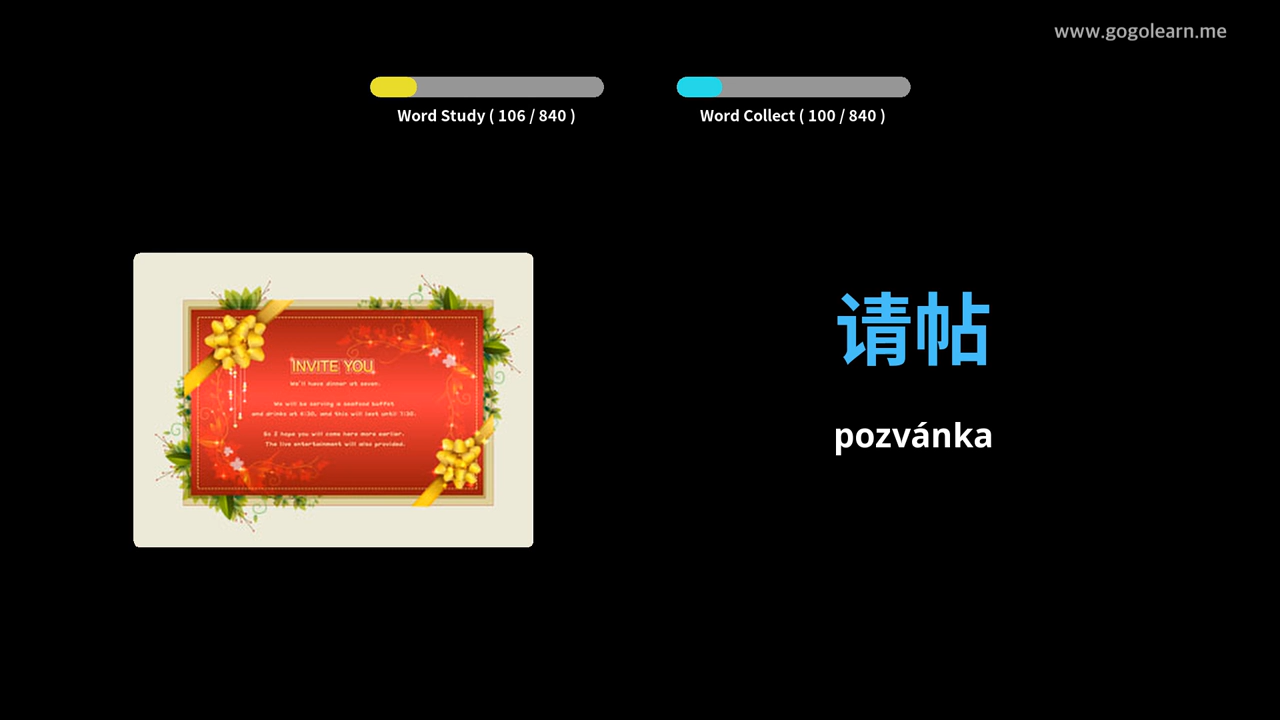 www.gogolearn.me
Word Study ( 106 / 840 )
Word Collect ( 100 / 840 )
INVITE YOU
We'll have dinner at seven.
We will be serving a seafood buffet
and drinks at 6:30, and this will last until 7:30.
So I hope you will come here more earlier.
The live entertainment will also provided.
请帖
pozvánka